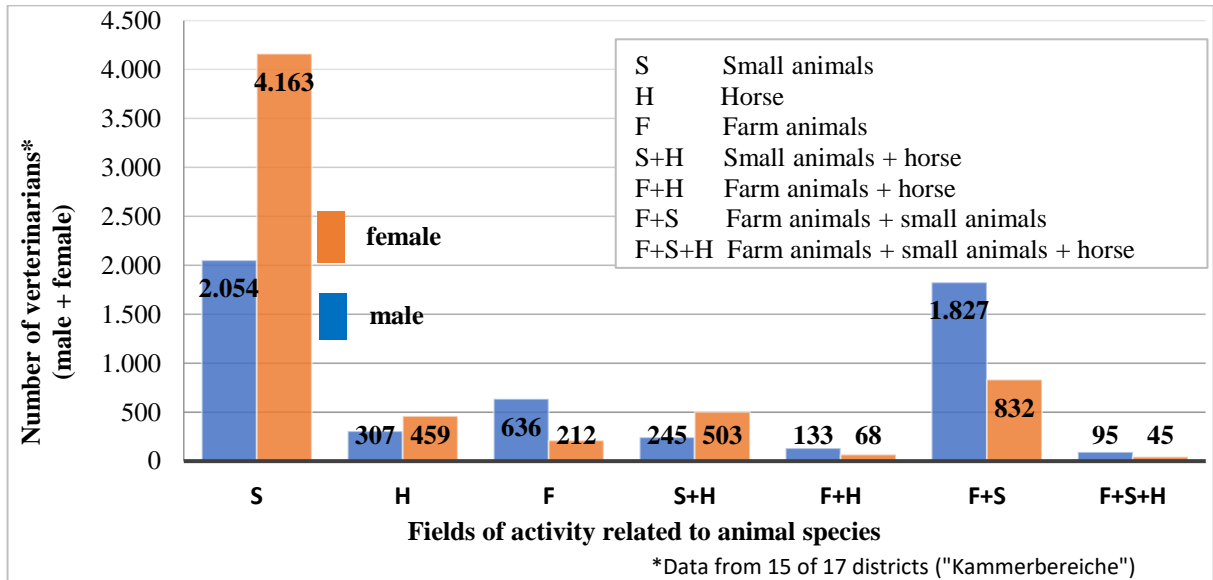 4.500
4.000
3.500
3.000
2.500
2.000
1.500
1.000
500
0
Number of verterinarians*
(male + female)
S Small animals
H Horse
F Farm animals
S+H Small animals + horse
F+H Farm animals + horse
F+S Farm animals + small animals
F+S+H Farm animals + small animals + horse
female
male
2.054 4.163
307 459
636 212
245 503
133 68
1.827 832
95 45
S H F S+H F+H F+S F+S+H
Fields of activity related to animal species
*Data from 15 of 17 districts ("Kammerbereiche")